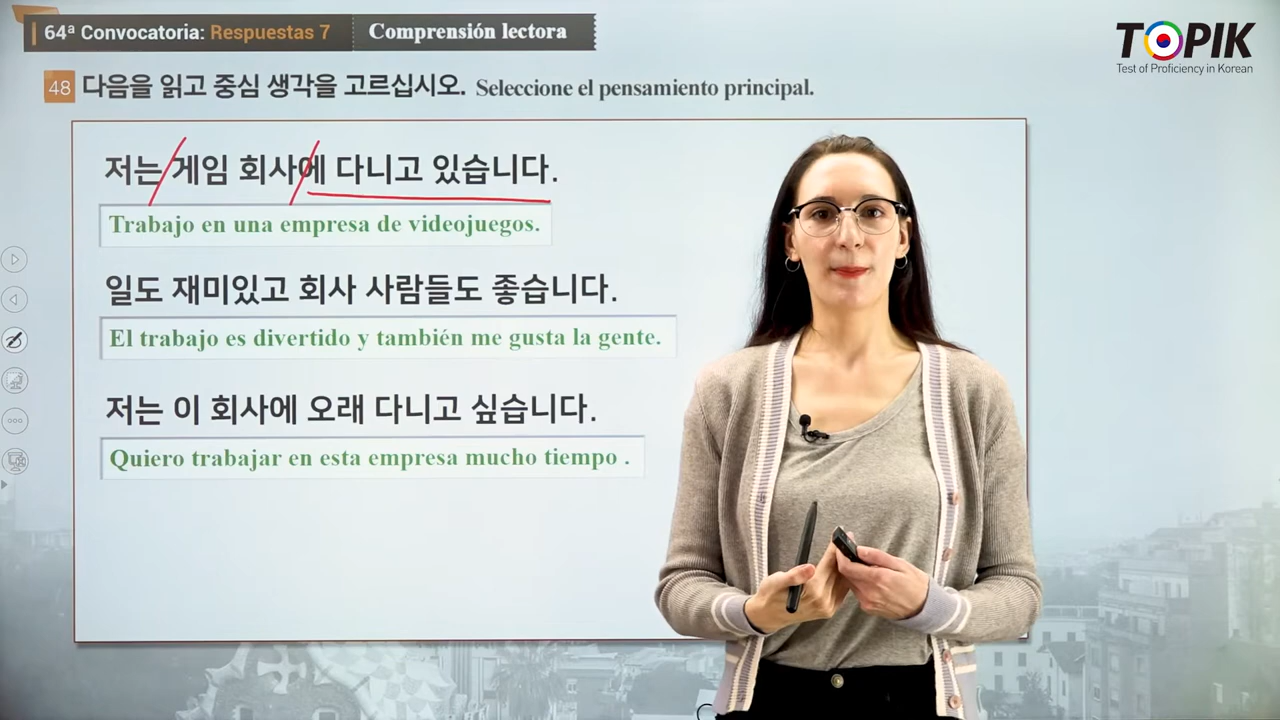 64ª Convocatoria: Respuestas 7 Comprensión lectora
TOPIK
Test of Proficiency in Korean
48 다음을 읽고 중심 생각을 고르십시오. Seleccione el pensamiento principal.
저는 게임 회사에 다니고 있습니다.
Trabajo en una empresa de videojuegos.
일도 재미있고 회사 사람들도 좋습니다.
El trabajo es divertido y también me gusta la gente.
저는 이 회사에 오래 다니고 싶습니다.
Quiero trabajar en esta empresa mucho tiempo .